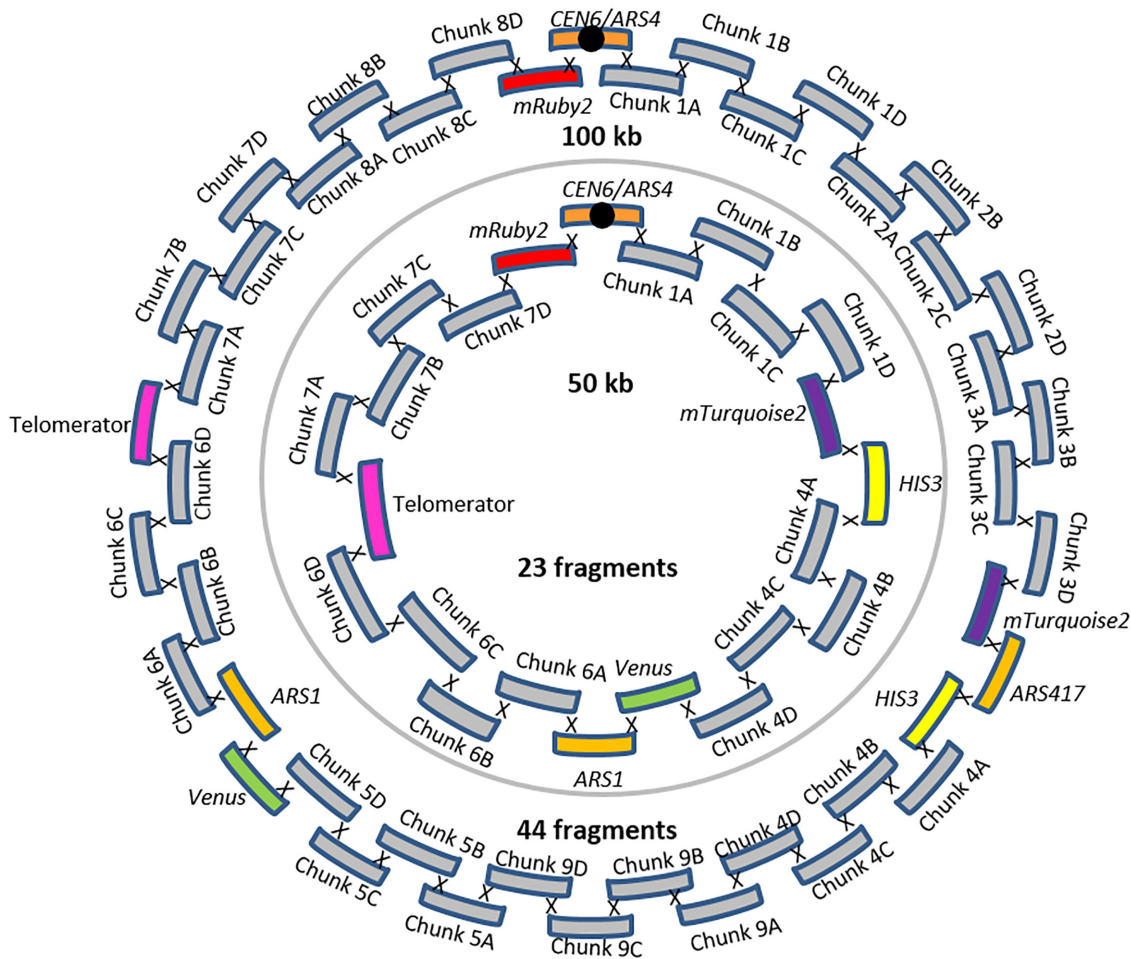 CEN6/ARS4
Chunk 1A
Chunk 1B
Chunk 1C
Chunk 1D
Chunk 2A
Chunk 2B
Chunk 2C
Chunk 2D
Chunk 3A
Chunk 3B
Chunk 3C
Chunk 3D
mTurquoise2
ARS417
HIS3
Chunk 4A
Chunk 4B
Chunk 4C
Chunk 4D
Chunk 9A
Chunk 9B
Chunk 9C
Chunk 9D
Chunk 5A
Chunk 5B
Chunk 5C
Chunk 5D
Venus
ARS1
Chunk 6A
Chunk 6B
Chunk 6C
Chunk 6D
Telomerator
Chunk 7A
Chunk 7B
Chunk 7C
Chunk 7D
Chunk 8A
Chunk 8B
Chunk 8C
Chunk 8D
mRuby2
100 kb
44 fragments
CEN6/ARS4
Chunk 1A
Chunk 1B
Chunk 1C
Chunk 1D
mTurquoise2
HIS3
Chunk 4A
Chunk 4B
Chunk 4C
Chunk 4D
Venus
ARS1
Chunk 6A
Chunk 6B
Chunk 6C
Chunk 6D
Telomerator
Chunk 7A
Chunk 7B
Chunk 7C
Chunk 7D
mRuby2
50 kb
23 fragments